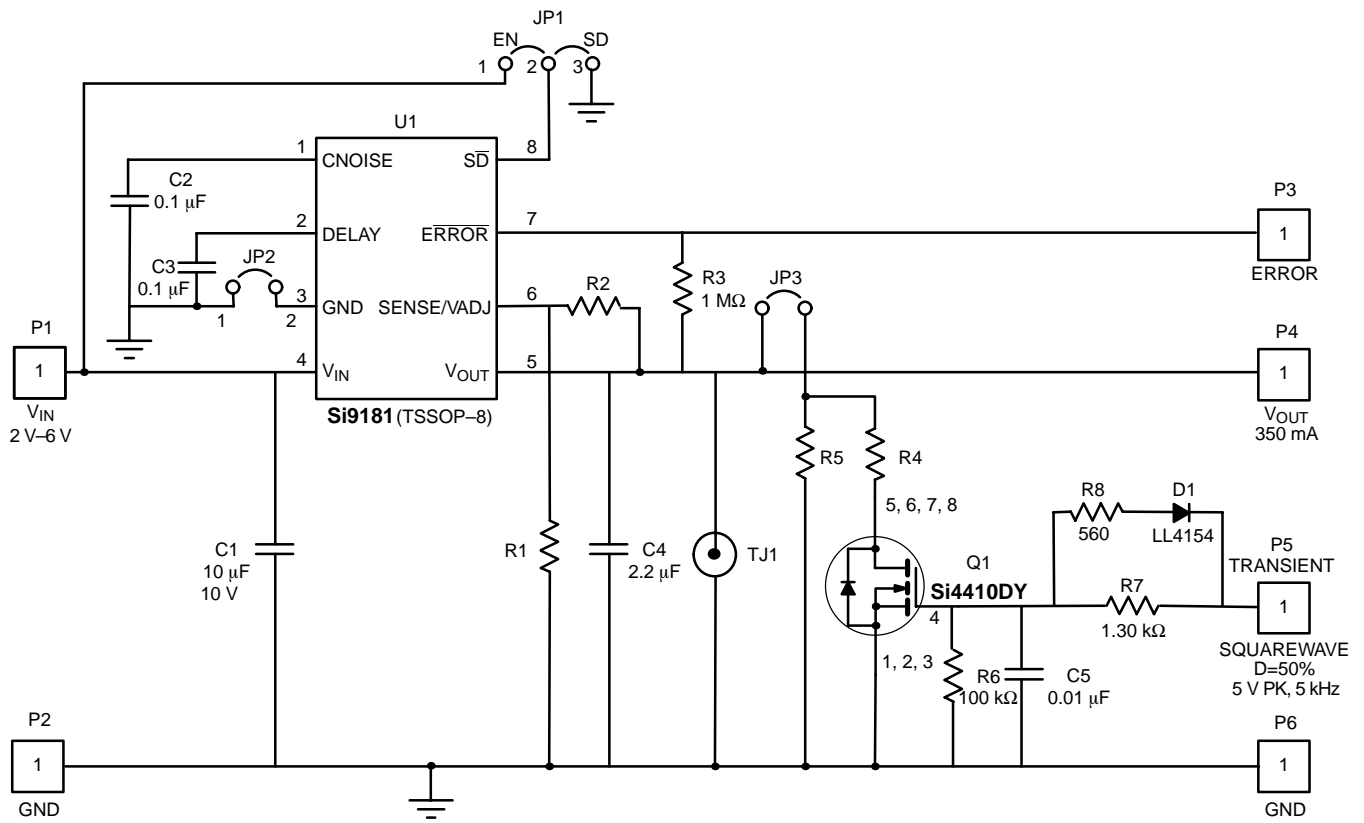 JP1
EN
SD
1
2
3
U1
1
CNOISE
SD
8
C2
0.1 μF
2
DELAY
ERROR
7
P3
1
ERROR
C3
0.1 μF
JP2
1
2
3
GND
SENSE/VADJ
6
R2
R3
1 MΩ
JP3
P1
1
VIN
2 V–6 V
4
VIN
VOUT
5
P4
1
VOUT
350 mA
Si9181 (TSSOP–8)
R5
R4
5, 6, 7, 8
R8
560
D1
LL4154
C1
10 μF
10 V
R1
C4
2.2 μF
TJ1
Q1
Si4410DY
4
R7
1.30 kΩ
P5
TRANSIENT
1
SQUAREWAVE
D=50%
5 V PK, 5 kHz
1, 2, 3
R6
100 kΩ
C5
0.01 μF
P2
1
GND
P6
1
GND